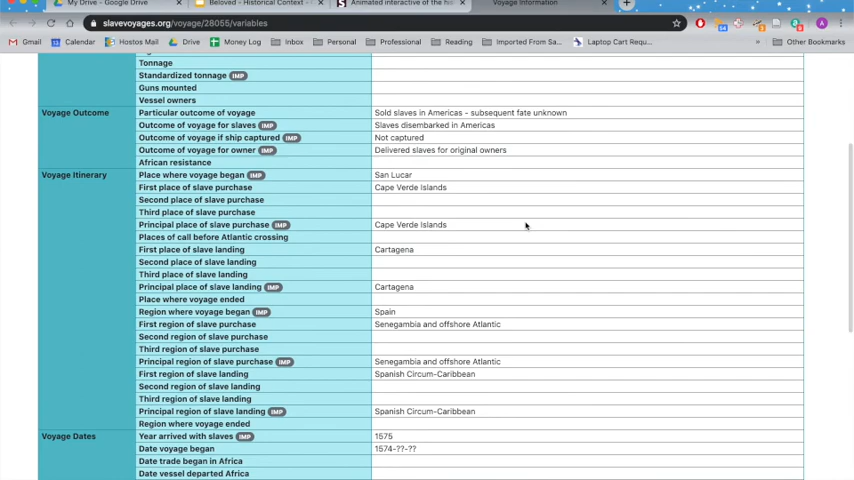 My Drive - Google Drive
Beloved - Historical Context -
Animated interactive of the his
Voyage Information
slavevoyages.org/voyage/28055/variables
Gmail Calendar Hostos Mail Drive Money Log Inbox Personal Professional Reading Imported From Sa... Laptop Cart Requ... » Other Bookmarks
Tonnage
Standardized tonnage IMP
Guns mounted
Vessel owners
Voyage Outcome Particular outcome of voyage Sold slaves in Americas - subsequent fate unknown
Outcome of voyage for slaves IMP Slaves disembarked in Americas
Outcome of voyage if ship captured IMP Not captured
Outcome of voyage for owner IMP Delivered slaves for original owners
African resistance
Voyage Itinerary Place where voyage began IMP San Lucar
First place of slave purchase Cape Verde Islands
Second place of slave purchase
Third place of slave purchase
Principal place of slave purchase IMP Cape Verde Islands
Places of call before Atlantic crossing
First place of slave landing Cartagena
Second place of slave landing
Third place of slave landing
Principal place of slave landing IMP Cartagena
Place where voyage ended
Region where voyage began IMP Spain
First region of slave purchase Senegambia and offshore Atlantic
Second region of slave purchase
Third region of slave purchase
Principal region of slave purchase IMP Senegambia and offshore Atlantic
First region of slave landing Spanish Circum-Caribbean
Second region of slave landing
Third region of slave landing
Principal region of slave landing IMP Spanish Circum-Caribbean
Region where voyage ended
Voyage Dates Year arrived with slaves IMP 1575
Date voyage began 1574-??-??
Date trade began in Africa
Date vessel departed Africa